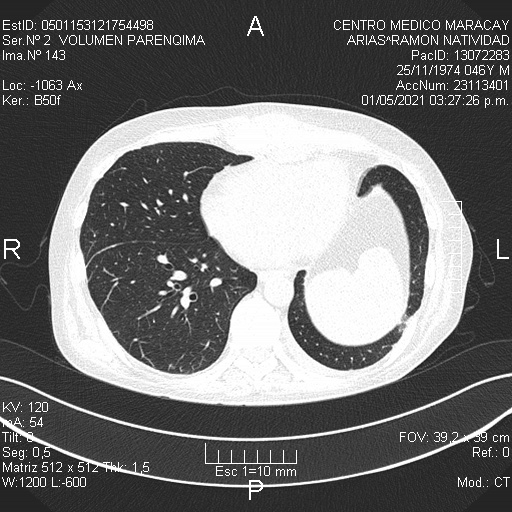 EstID: 0501153121754498
Ser.Nº 2 VOLUMEN PARENQIMA
Ima.Nº 143
Loc: -1063 Ax
Ker.: B50f
A
CENTRO MEDICO MARACAY
ARIAS^RAMON NATIVIDAD
PacID: 13072283
25/11/1974 046Y M
AccNum: 23113401
01/05/2021 03:27:26 p.m.
R
L
KV: 120
mA: 54
Tilt: 0
Seg: 0,5
Matriz 512 x 512 Thk: 1,5
W:1200 L:-600
Esc 1=10 mm
P
FOV: 39,2 x 39 cm
Ref.: 0
Mod.: CT